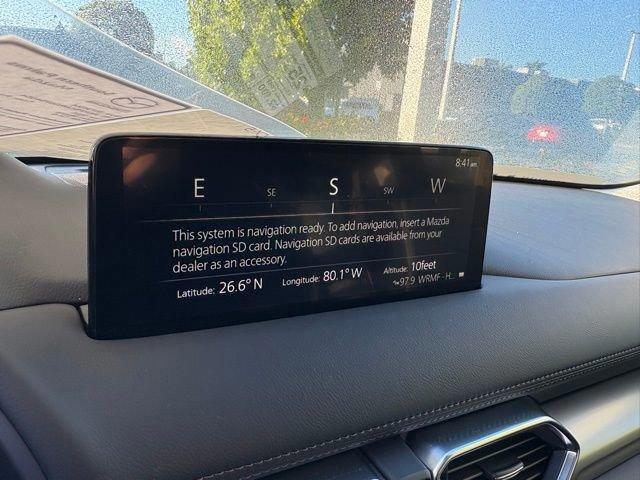 8:41am
E SE S SW W
This system is navigation ready. To add navigation, insert a Mazda
navigation SD card. Navigation SD cards are available from your
dealer as an accessory.
Latitude: 26.6° N Longitude: 80.1° W Altitude: 10feet
97.9 WRMF - H...